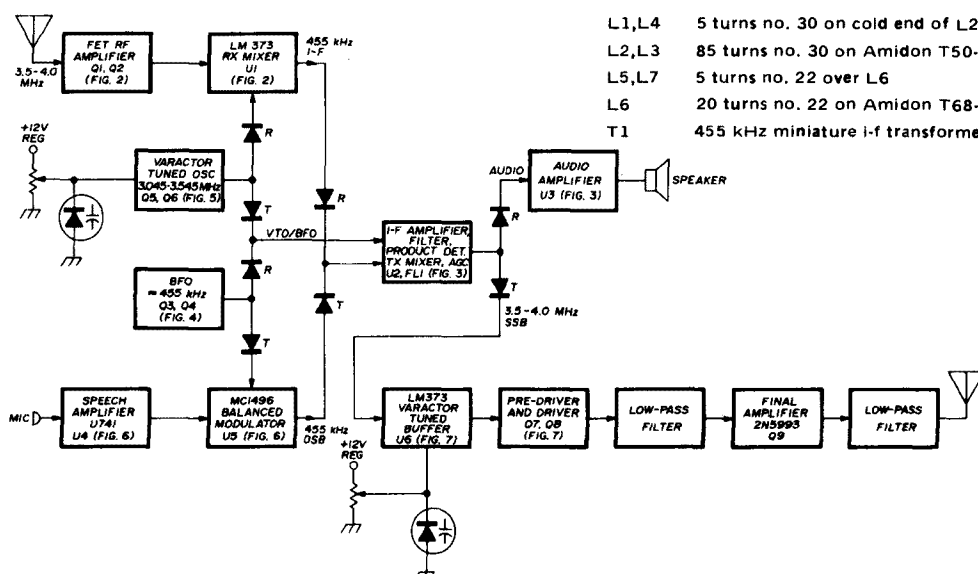 L1,L4 5 turns no. 30 on cold end of L2
L2,L3 85 turns no. 30 on Amidon T50-
L5,L7 5 turns no. 22 over L6
L6 20 turns no. 22 on Amidon T68-
T1 455 kHz miniature i-f transforme
3.5-4.0
MHz
FET RF
AMPLIFIER
Q1, Q2
(FIG. 2)
LM 373
RX MIXER
U1
(FIG. 2)
455 kHz
I-F
R
+12V
REG
VARACTOR
TUNED OSC
3.045-3.545MHz
Q5, Q6 (FIG. 5)
T
R
VTO/BFO
I-F AMPLIFIER,
FILTER,
PRODUCT DET.
TX MIXER, AGC
U2, FL1 (FIG. 3)
AUDIO
R
AUDIO
AMPLIFIER
U3 (FIG. 3)
SPEAKER
T
3.5-4.0 MHz
SSB
BFO
≈ 455 kHz
Q3, Q4
(FIG. 4)
R
T
T
MIC
SPEECH
AMPLIFIER
U741
U4 (FIG. 6)
MC1496
BALANCED
MODULATOR
U5 (FIG. 6)
455 kHz
DSB
+12V
REG
LM373
VARACTOR
TUNED
BUFFER
U6 (FIG. 7)
PRE-DRIVER
AND DRIVER
Q7, Q8
(FIG. 7)
LOW-PASS
FILTER
FINAL
AMPLIFIER
2N5993
Q9
LOW-PASS
FILTER